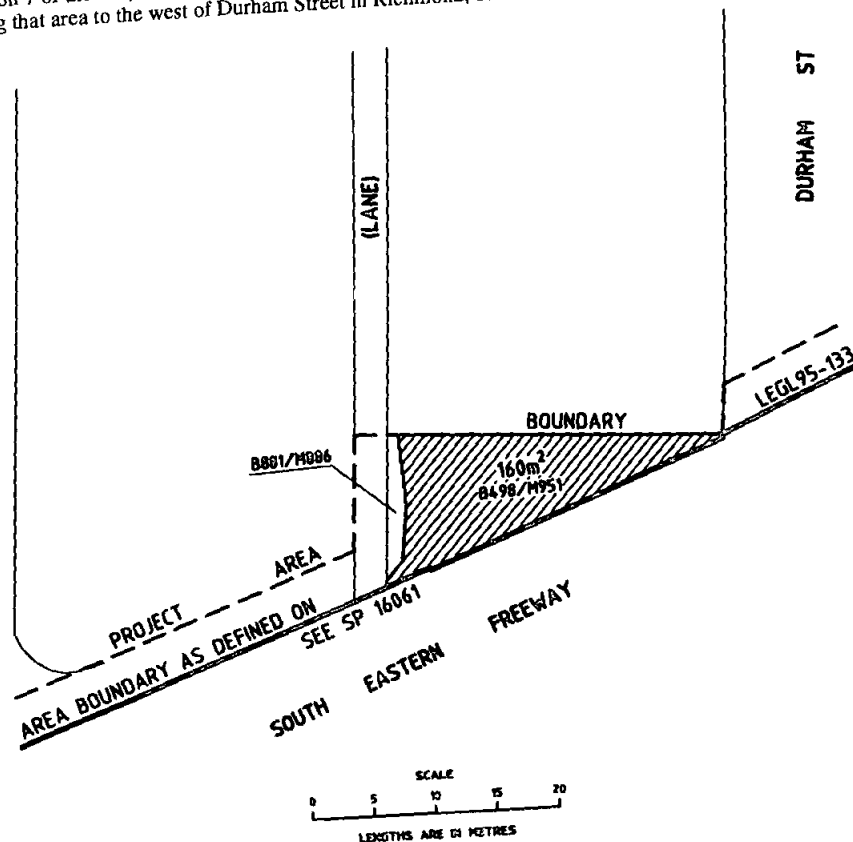 g that area to the west of Durham Street in Richmond,
DURHAM ST
(LANE)
LEGL95-133
BOUNDARY
B881/M886
160m²
B498/M951
PROJECT AREA
AREA BOUNDARY AS DEFINED ON
SEE SP 16061
SOUTH EASTERN FREEWAY
SCALE
0 5 10 15 20
LENGTHS ARE IN METRES